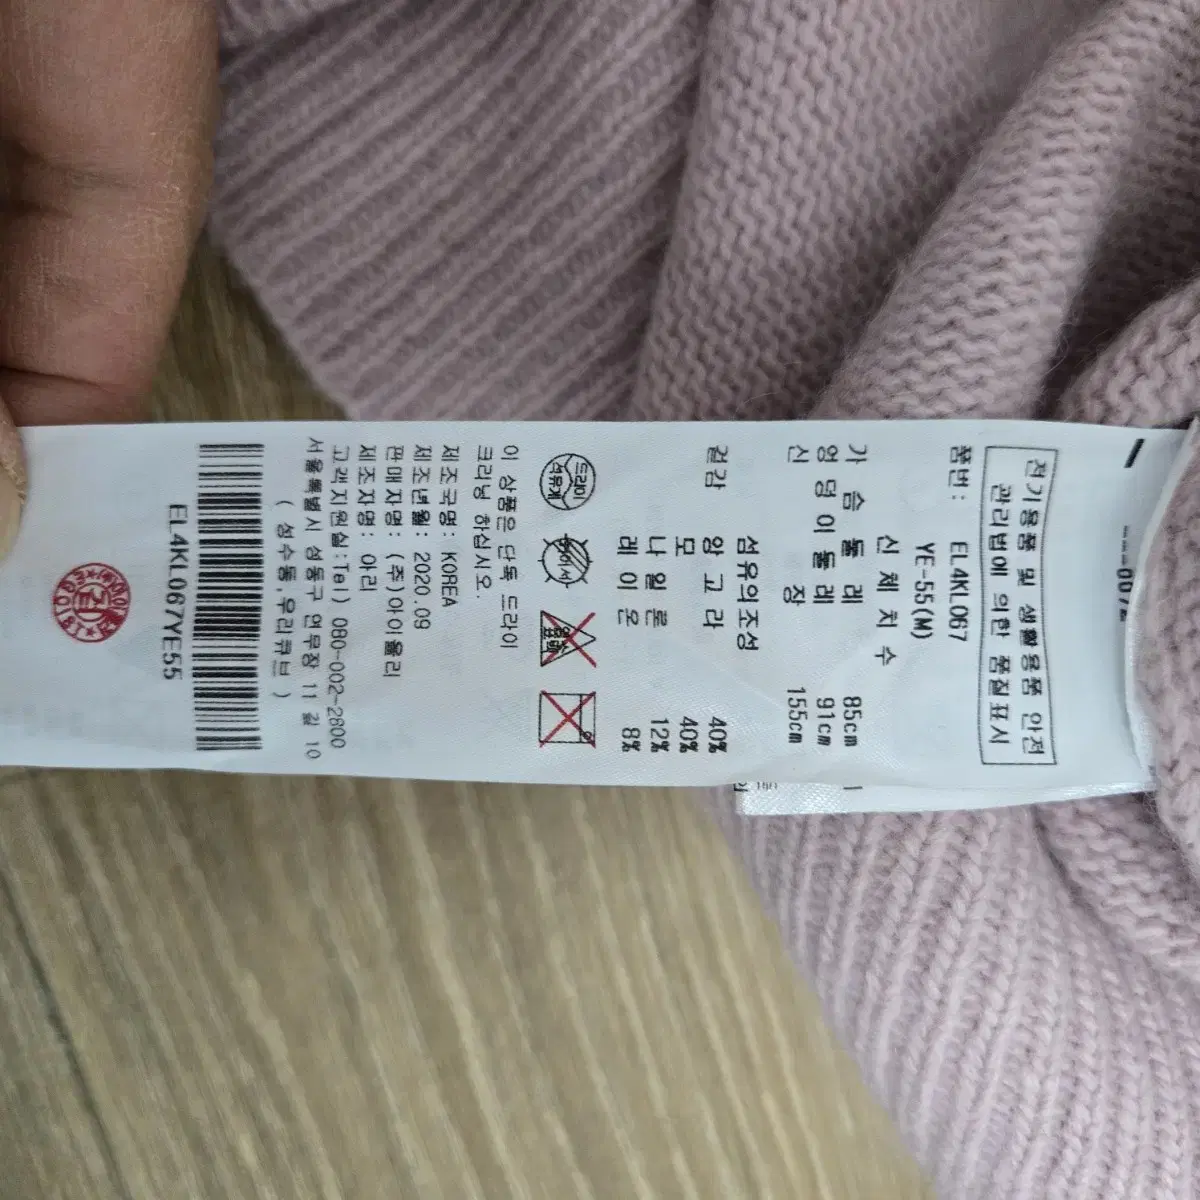 전기용품 및 생활용품 안전
관리법에 의한 품질표시
품번: EL4KL067
YE-55(M)
신 체 치 수
가 슴 둘 레 85cm
엉 덩 이 둘 레 91cm
신 장 155cm
섬유의조성
겉감 앙 고 라 40%
모 40%
나 일 론 12%
레 이 온 8%
드라이
석유계
이 상품은 단독 드라이
크리닝 하십시오.
제조국명: KOREA
제조년월: 2020.09
판매자명: (주)아이올리
제조자명: 아리
고객지원실:Tel) 080-002-2800
서울특별시 성동구 연무장 11 길 10
( 성수동,우리큐브 )
EL4KL067YE55